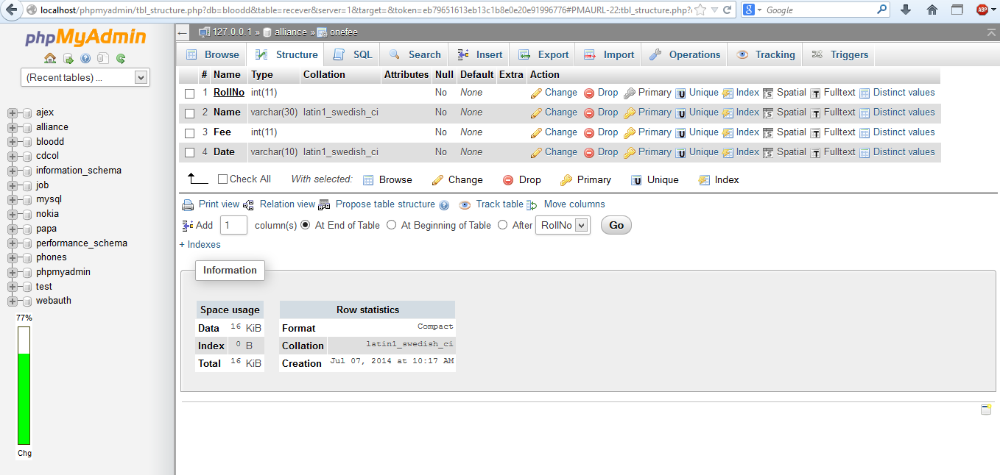 localhost/phpmyadmin/tbl_structure.php?db=bloodd&table=recever&server=1&target=&token=eb79651613eb13c1b8e0e20e91996776#PMAURL-22:tbl_structure.php?
8 Google ABP
phpMyAdmin
(Recent tables) ...
ajex
alliance
bloodd
cdcol
information_schema
job
mysql
nokia
papa
performance_schema
phones
phpmyadmin
test
webauth
77%
Chg
127.0.0.1 » alliance » onefee
Browse Structure SQL Search Insert Export Import Operations Tracking Triggers
# Name Type Collation Attributes Null Default Extra Action
1 RollNo int(11) No None Change Drop Primary U Unique Index S Spatial T Fulltext Distinct values
2 Name varchar(30) latin1_swedish_ci No None Change Drop Primary U Unique Index S Spatial T Fulltext Distinct values
3 Fee int(11) No None Change Drop Primary U Unique Index S Spatial T Fulltext Distinct values
4 Date varchar(10) latin1_swedish_ci No None Change Drop Primary U Unique Index S Spatial T Fulltext Distinct values
Check All With selected: Browse Change Drop Primary U Unique Index
Print view Relation view Propose table structure ? Track table Move columns
Add 1 column(s) At End of Table At Beginning of Table After RollNo Go
+ Indexes
Information
Space usage
Data 16 KiB
Index 0 B
Total 16 KiB
Row statistics
Format Compact
Collation latin1_swedish_ci
Creation Jul 07, 2014 at 10:17 AM